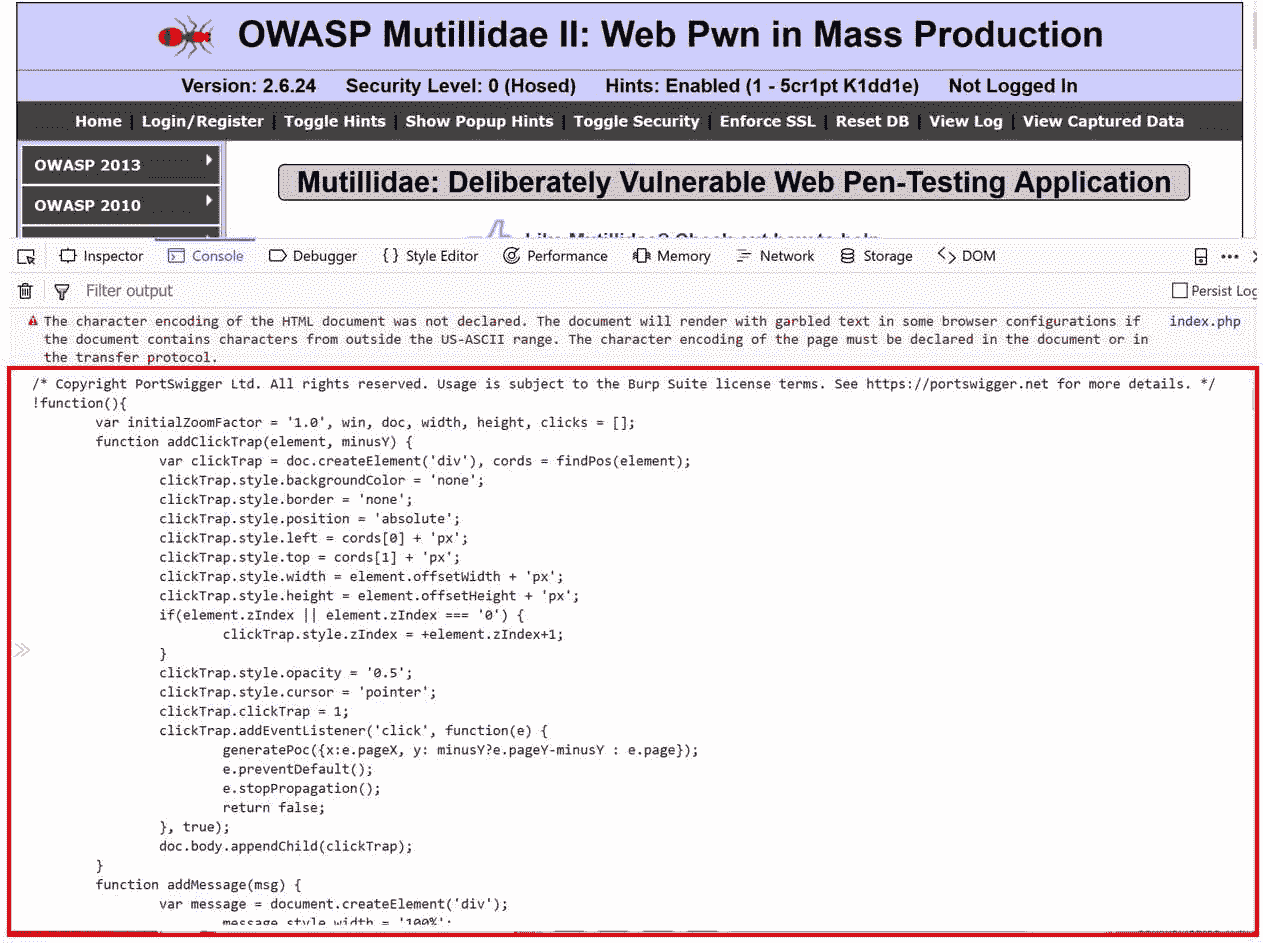 OWASP Mutillidae II: Web Pwn in Mass Production
Version: 2.6.24 Security Level: 0 (Hosed) Hints: Enabled (1 - 5cr1pt K1dd1e) Not Logged In
Home Login/Register Toggle Hints Show Popup Hints Toggle Security Enforce SSL Reset DB View Log View Captured Data
OWASP 2013
OWASP 2010
Mutillidae: Deliberately Vulnerable Web Pen-Testing Application
Like Mutillidae? Check out how to help
Inspector Console Debugger { } Style Editor Performance Memory Network Storage DOM
Filter output Persist Log
The character encoding of the HTML document was not declared. The document will render with garbled text in some browser configurations if index.php
the document contains characters from outside the US-ASCII range. The character encoding of the page must be declared in the document or in
the transfer protocol.
/* Copyright PortSwigger Ltd. All rights reserved. Usage is subject to the Burp Suite license terms. See https://portswigger.net for more details. */
!function(){
var initialZoomFactor = '1.0', win, doc, width, height, clicks = [];
function addClickTrap(element, minusY) {
var clickTrap = doc.createElement('div'), cords = findPos(element);
clickTrap.style.backgroundColor = 'none';
clickTrap.style.border = 'none';
clickTrap.style.position = 'absolute';
clickTrap.style.left = cords[0] + 'px';
clickTrap.style.top = cords[1] + 'px';
clickTrap.style.width = element.offsetWidth + 'px';
clickTrap.style.height = element.offsetHeight + 'px';
if(element.zIndex || element.zIndex === '0') {
clickTrap.style.zIndex = +element.zIndex+1;
}
clickTrap.style.opacity = '0.5';
clickTrap.style.cursor = 'pointer';
clickTrap.clickTrap = 1;
clickTrap.addEventListener('click', function(e) {
generatePoc({x:e.pageX, y: minusY?e.pageY-minusY : e.page});
e.preventDefault();
e.stopPropagation();
return false;
}, true);
doc.body.appendChild(clickTrap);
}
function addMessage(msg) {
var message = document.createElement('div');
message.style.width = '100%';